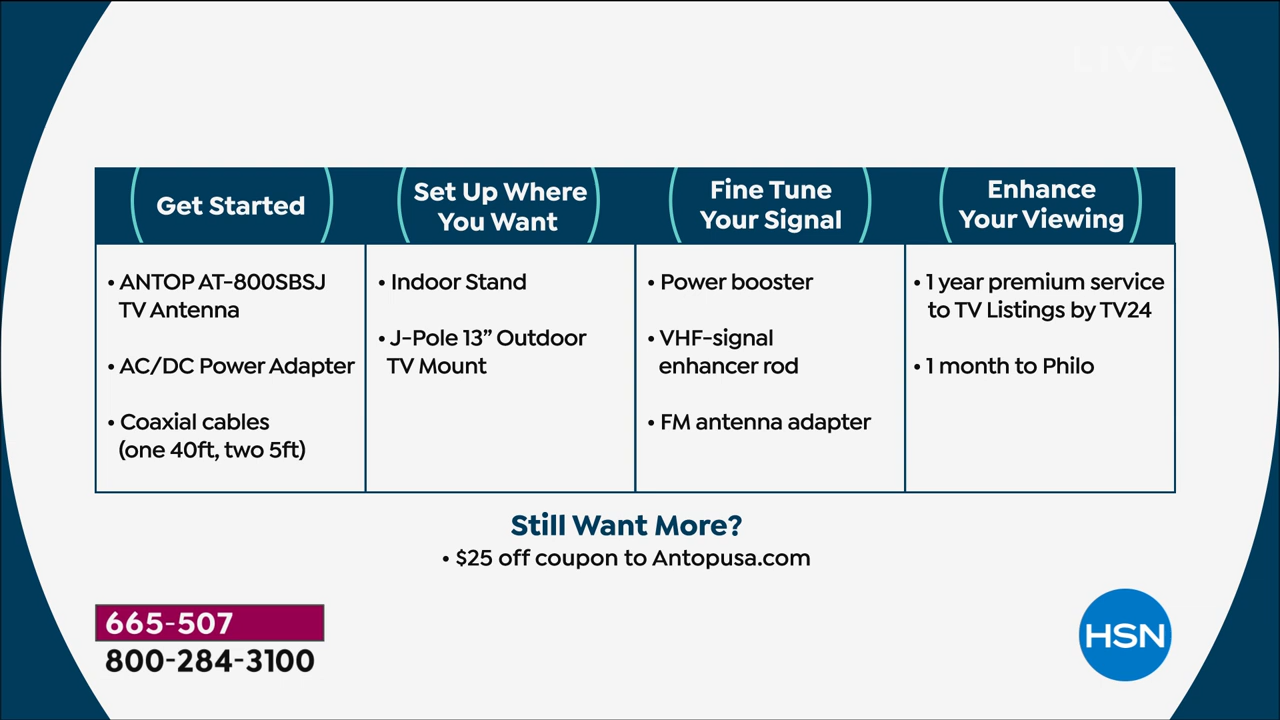 LIVE
Get Started
Set Up Where
You Want
Fine Tune
Your Signal
Enhance
Your Viewing
• ANTOP AT-800SBSJ
TV Antenna
• AC/DC Power Adapter
• Coaxial cables
(one 40ft, two 5ft)
• Indoor Stand
• J-Pole 13” Outdoor
TV Mount
• Power booster
• VHF-signal
enhancer rod
• FM antenna adapter
• 1 year premium service
to TV Listings by TV24
• 1 month to Philo
Still Want More?
• $25 off coupon to Antopusa.com
665-507
800-284-3100
HSN